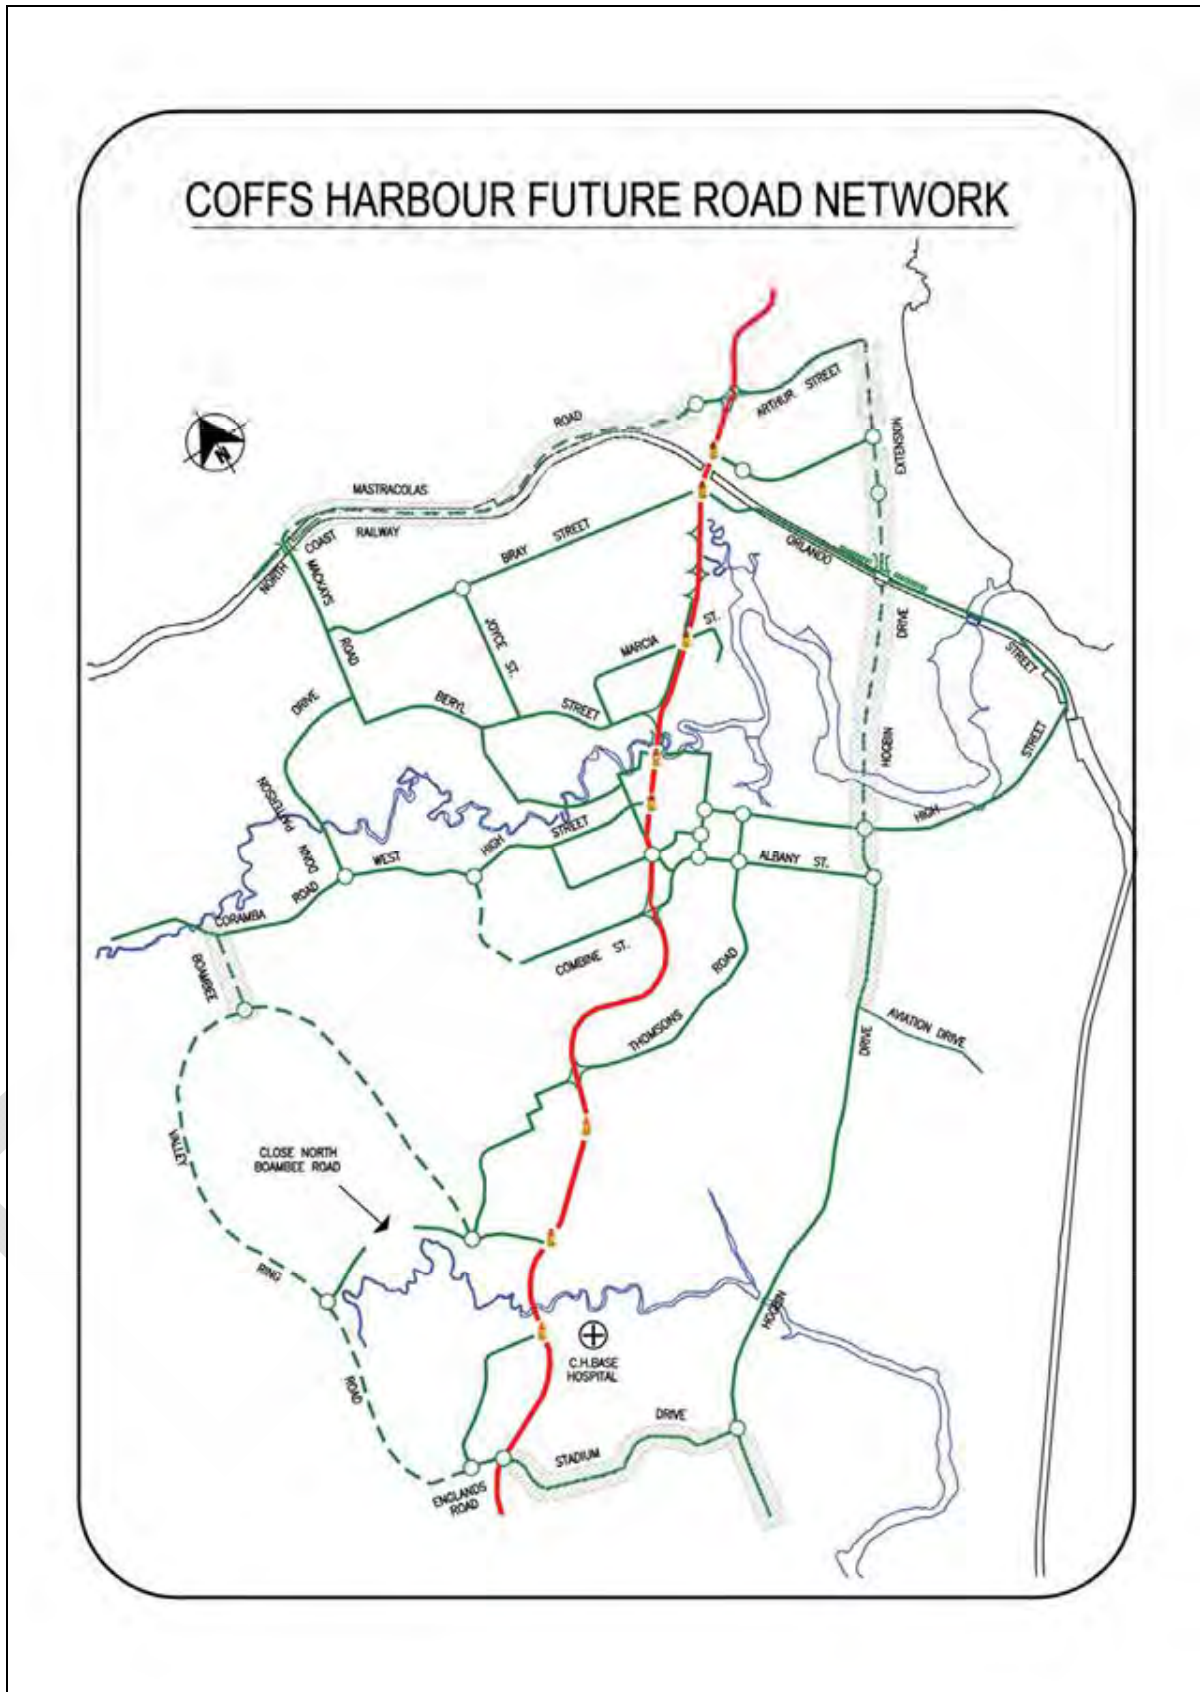 COFFS HARBOUR FUTURE ROAD NETWORK
N
ARTHUR STREET
ROAD
EXTENSION
MASTRACOLAS
COAST RAILWAY
BRAY STREET
ORLANDO
NORTH
MACKAYS
JOYCE ST.
MARCIA ST.
DRIVE
ROAD
STREET
DRIVE
BERYL STREET
HOGBIN
STREET
PATTERSON
HIGH STREET
HIGH
DONN
WEST
ALBANY ST.
ROAD
CORAMBA
BOAMBEE
COMBINE ST.
ROAD
THOMSONS
DRIVE
AVIATION DRIVE
VALLEY
CLOSE NORTH
BOAMBEE ROAD
RING
HOGBIN
C.H.BASE
HOSPITAL
ROAD
DRIVE
STADIUM
ENGLANDS
ROAD